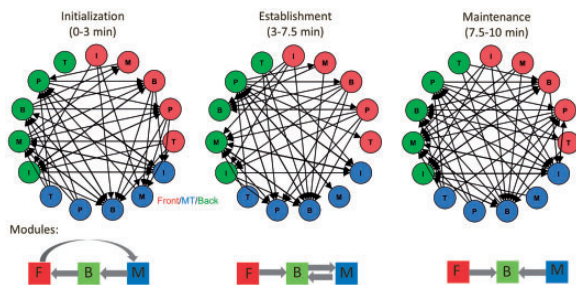 Initialization
(0-3 min)
T I M
P B
B P
M T
I I
T M
P B
Establishment
(3-7.5 min)
T I M
P B
B P
M T
I I
T M
P B
Maintenance
(7.5-10 min)
T I M
P B
B P
M T
I I
T M
P B
Front/MT/Back
Modules:
F B M
F B M
F B M